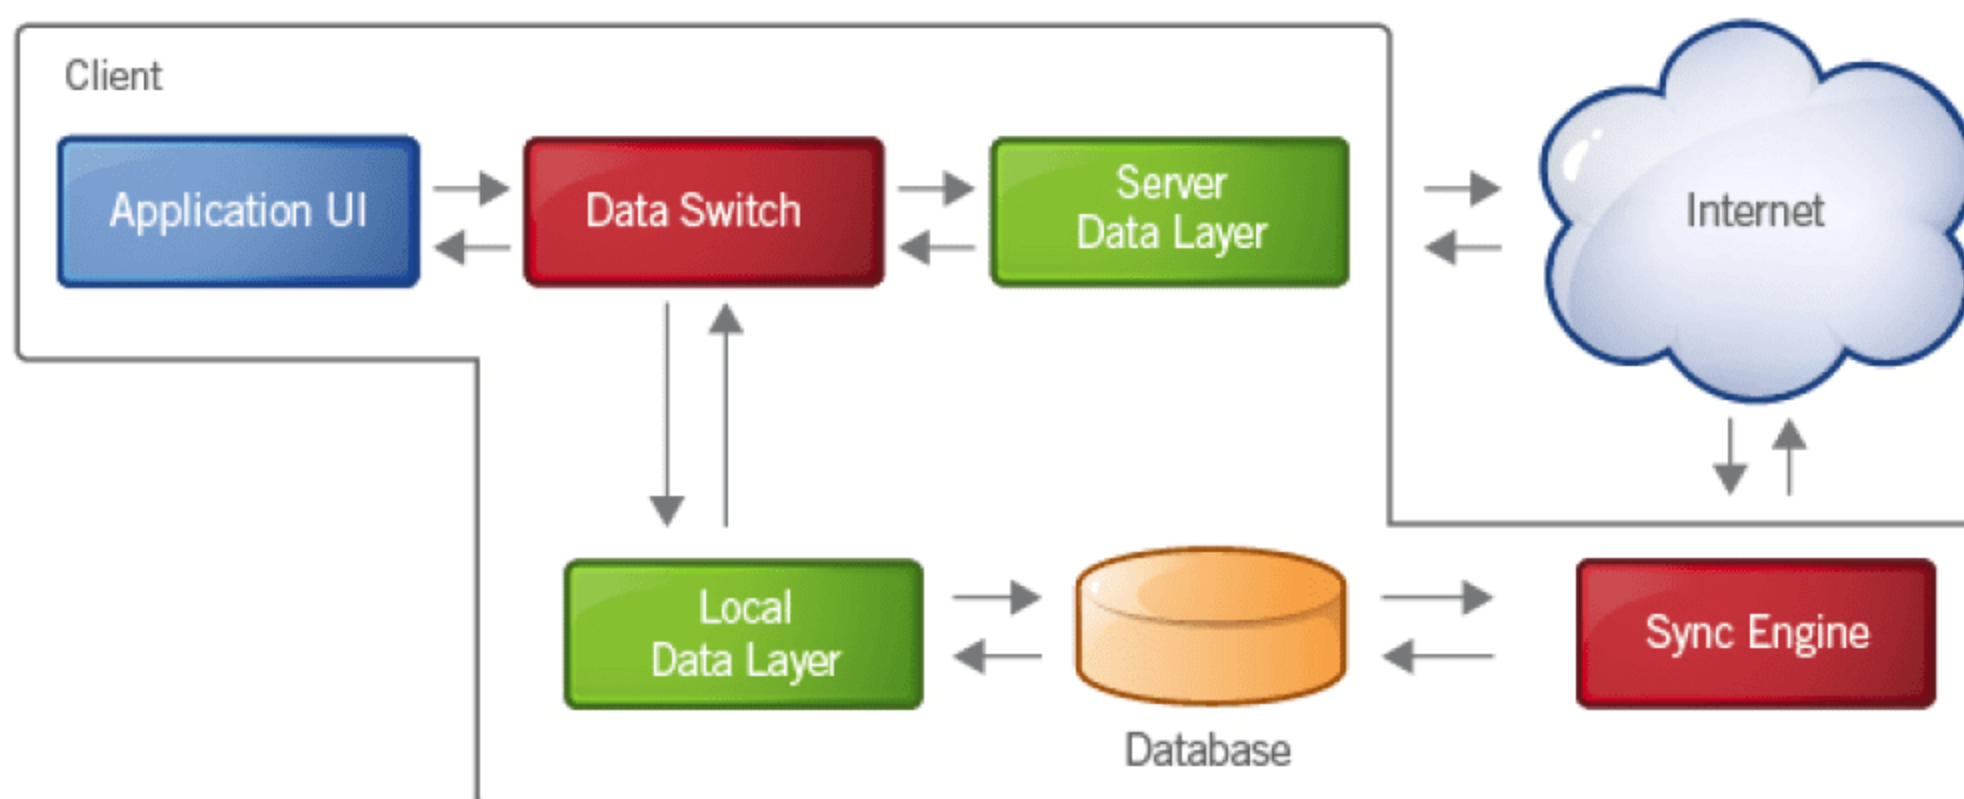 Client
Application UI
Data Switch
Server
Data Layer
Internet
Local
Data Layer
Database
Sync Engine